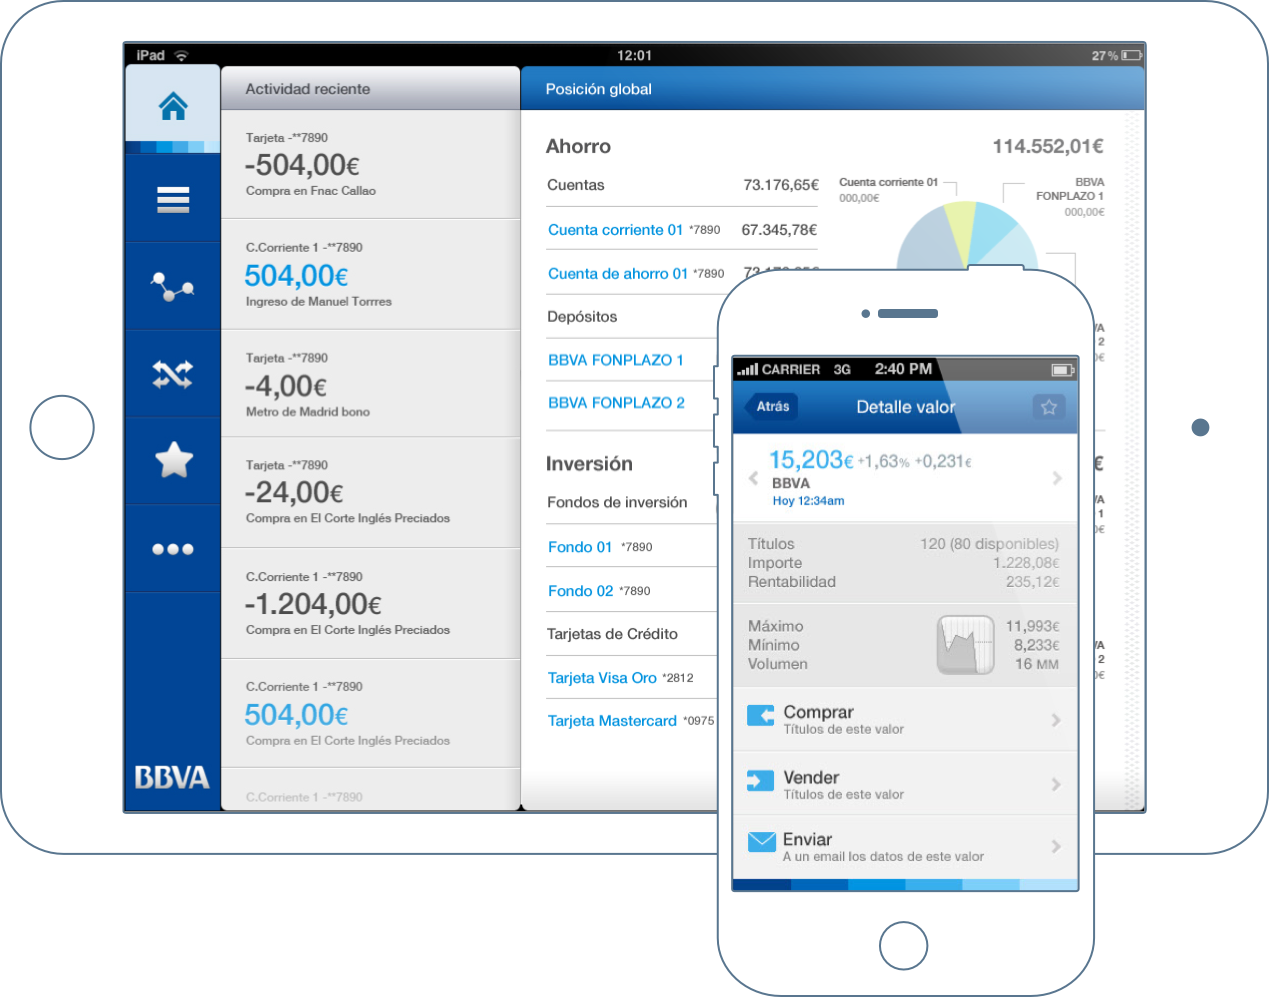 iPad
12:01
27%
Actividad reciente
Posición global
Tarjeta -**7890
-504,00€
Compra en Fnac Callao
C.Corriente 1 -**7890
504,00€
Ingreso de Manuel Torrres
Tarjeta -**7890
-4,00€
Metro de Madrid bono
Tarjeta -**7890
-24,00€
Compra en El Corte Inglés Preciados
C.Corriente 1 -**7890
-1.204,00€
Compra en El Corte Inglés Preciados
C.Corriente 1 -**7890
504,00€
Compra en El Corte Inglés Preciados
C.Corriente 1 -**7890
BBVA
Ahorro 114.552,01€
Cuentas 73.176,65€
Cuenta corriente 01 *7890 67.345,78€
Cuenta de ahorro 01 *7890
Depósitos
BBVA FONPLAZO 1
BBVA FONPLAZO 2
Cuenta corriente 01
000,00€
BBVA
FONPLAZO 1
000,00€
Inversión
Fondos de inversión
Fondo 01 *7890
Fondo 02 *7890
Tarjetas de Crédito
Tarjeta Visa Oro *2812
Tarjeta Mastercard *0975
CARRIER 3G 2:40 PM
Atrás
Detalle valor
15,203€ +1,63% +0,231€
BBVA
Hoy 12:34am
Títulos 120 (80 disponibles)
Importe 1.228,08€
Rentabilidad 235,12€
Máximo 11,993€
Mínimo 8,233€
Volumen 16 MM
Comprar
Títulos de este valor
Vender
Títulos de este valor
Enviar
A un email los datos de este valor